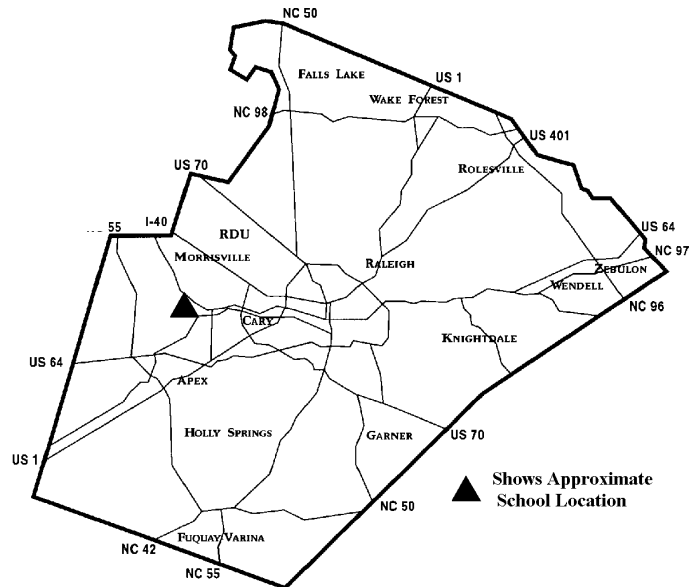 NC 50
FALLS LAKE
US 1
WAKE FOREST
NC 98
US 401
ROLESVILLE
US 70
55
I-40
RDU
MORRISVILLE
RALEIGH
US 64
NC 97
ZEBULON
WENDELL
NC 96
CARY
KNIGHTDALE
US 64
APEX
HOLLY SPRINGS
GARNER
US 70
US 1
Shows Approximate
School Location
NC 50
FUQUAY VARINA
NC 42
NC 55